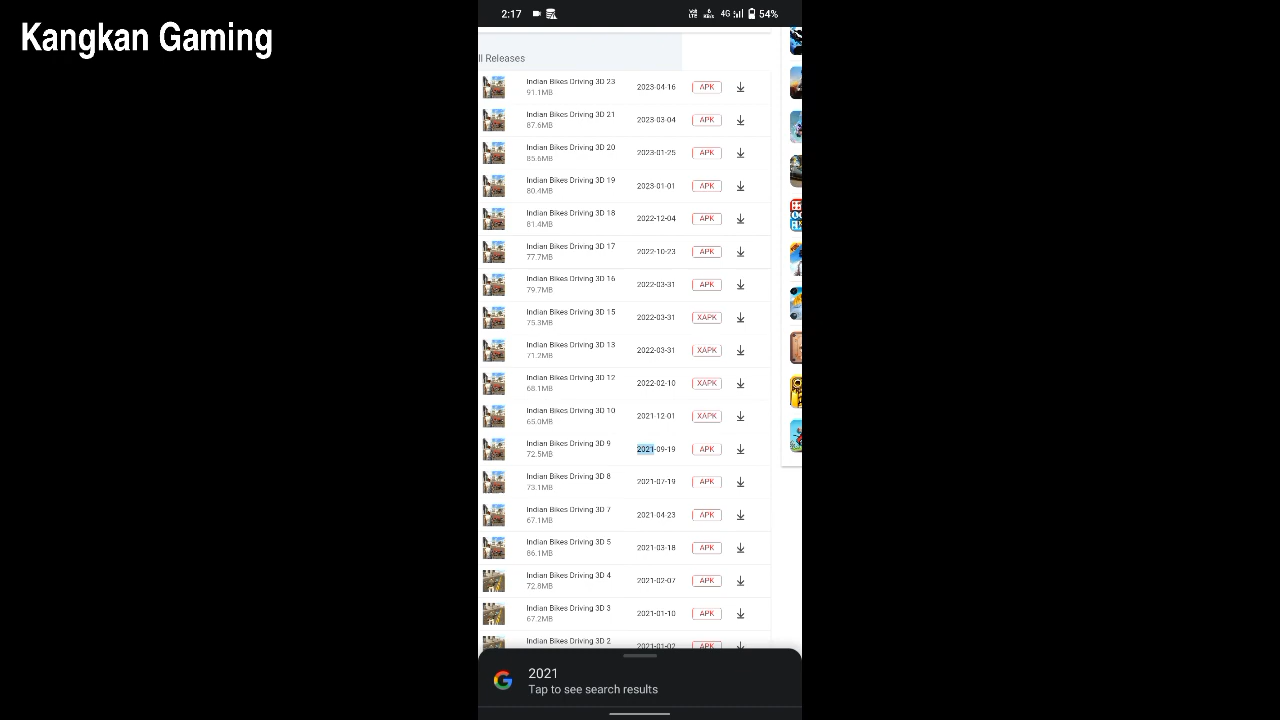 Kangkan Gaming
2:17
VoLTE 6 KB/s 4G 54%
ll Releases
Indian Bikes Driving 3D 23
91.1MB
2023-04-16
APK
Indian Bikes Driving 3D 21
87.6MB
2023-03-04
APK
Indian Bikes Driving 3D 20
85.6MB
2023-01-25
APK
Indian Bikes Driving 3D 19
80.4MB
2023-01-01
APK
Indian Bikes Driving 3D 18
81.4MB
2022-12-04
APK
Indian Bikes Driving 3D 17
77.7MB
2022-10-23
APK
Indian Bikes Driving 3D 16
79.7MB
2022-03-31
APK
Indian Bikes Driving 3D 15
75.3MB
2022-03-31
XAPK
Indian Bikes Driving 3D 13
71.2MB
2022-03-31
XAPK
Indian Bikes Driving 3D 12
68.1MB
2022-02-10
XAPK
Indian Bikes Driving 3D 10
65.0MB
2021-12-01
XAPK
Indian Bikes Driving 3D 9
72.5MB
2021-09-19
APK
Indian Bikes Driving 3D 8
73.1MB
2021-07-19
APK
Indian Bikes Driving 3D 7
67.1MB
2021-04-23
APK
Indian Bikes Driving 3D 5
86.1MB
2021-03-18
APK
Indian Bikes Driving 3D 4
72.8MB
2021-02-07
APK
Indian Bikes Driving 3D 3
67.2MB
2021-01-10
APK
Indian Bikes Driving 3D 2
2021-01-02
APK
2021
Tap to see search results